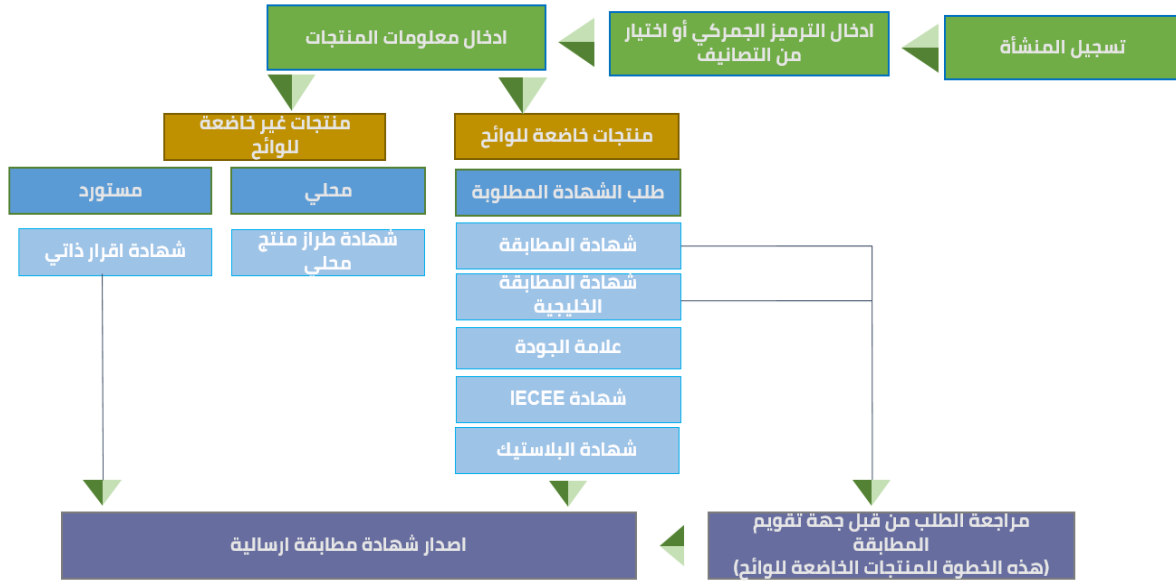 تسجيل المنشأة
ادخال الترميز الجمركي أو اختيار
من التصانيف
ادخال معلومات المنتجات
منتجات خاضعة للوائح
منتجات غير خاضعة
للوائح
طلب الشهادة المطلوبة
محلي
مستورد
شهادة المطابقة
شهادة طراز منتج
محلي
شهادة اقرار ذاتي
شهادة المطابقة
الخليجية
علامة الجودة
شهادة IECEE
شهادة البلاستيك
مراجعة الطلب من قبل جهة تقويم
المطابقة
(هذه الخطوة للمنتجات الخاضعة للوائح)
اصدار شهادة مطابقة ارسالية